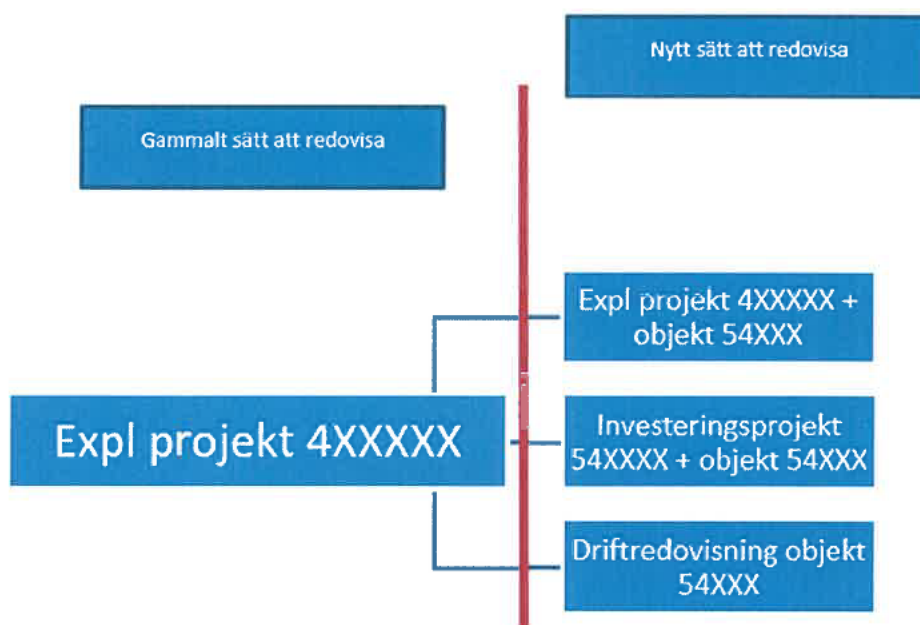 Nytt sätt att redovisa
Gammalt sätt att redovisa
Expl projekt 4XXXXX +
objekt 54XXX
Expl projekt 4XXXXX
Investeringsprojekt
54XXXX + objekt 54XXX
Driftredovisning objekt
54XXX